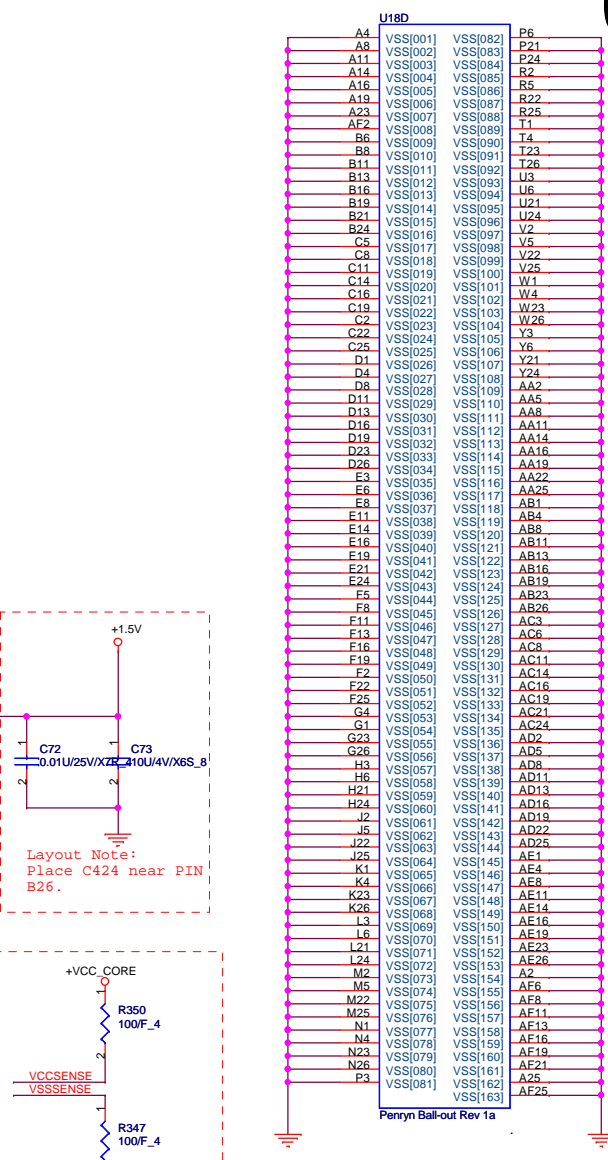 U18D
A4 VSS[001] VSS[082] P6
A8 VSS[002] VSS[083] P21
A11 VSS[003] VSS[084] P24
A14 VSS[004] VSS[085] R2
A16 VSS[005] VSS[086] R5
A19 VSS[006] VSS[087] R22
A23 VSS[007] VSS[088] R25
AF2 VSS[008] VSS[089] T1
B6 VSS[009] VSS[090] T4
B8 VSS[010] VSS[091] T23
B11 VSS[011] VSS[092] T26
B13 VSS[012] VSS[093] U3
B16 VSS[013] VSS[094] U6
B19 VSS[014] VSS[095] U21
B21 VSS[015] VSS[096] U24
B24 VSS[016] VSS[097] V2
C5 VSS[017] VSS[098] V5
C8 VSS[018] VSS[099] V22
C11 VSS[019] VSS[100] V25
C14 VSS[020] VSS[101] W1
C16 VSS[021] VSS[102] W4
C19 VSS[022] VSS[103] W23
C2 VSS[023] VSS[104] W26
C22 VSS[024] VSS[105] Y3
C25 VSS[025] VSS[106] Y6
D1 VSS[026] VSS[107] Y21
D4 VSS[027] VSS[108] Y24
D8 VSS[028] VSS[109] AA2
D11 VSS[029] VSS[110] AA5
D13 VSS[030] VSS[111] AA8
D16 VSS[031] VSS[112] AA11
D19 VSS[032] VSS[113] AA14
D23 VSS[033] VSS[114] AA16
D26 VSS[034] VSS[115] AA19
E3 VSS[035] VSS[116] AA22
E6 VSS[036] VSS[117] AA25
E8 VSS[037] VSS[118] AB1
E11 VSS[038] VSS[119] AB4
E14 VSS[039] VSS[120] AB8
E16 VSS[040] VSS[121] AB11
E19 VSS[041] VSS[122] AB13
E21 VSS[042] VSS[123] AB16
E24 VSS[043] VSS[124] AB19
F5 VSS[044] VSS[125] AB23
F8 VSS[045] VSS[126] AB26
F11 VSS[046] VSS[127] AC3
F13 VSS[047] VSS[128] AC6
F16 VSS[048] VSS[129] AC8
F19 VSS[049] VSS[130] AC11
F2 VSS[050] VSS[131] AC14
F22 VSS[051] VSS[132] AC16
F25 VSS[052] VSS[133] AC19
G4 VSS[053] VSS[134] AC21
G1 VSS[054] VSS[135] AC24
G23 VSS[055] VSS[136] AD2
G26 VSS[056] VSS[137] AD5
H3 VSS[057] VSS[138] AD8
H6 VSS[058] VSS[139] AD11
H21 VSS[059] VSS[140] AD13
H24 VSS[060] VSS[141] AD16
J2 VSS[061] VSS[142] AD19
J5 VSS[062] VSS[143] AD22
J22 VSS[063] VSS[144] AD25
J25 VSS[064] VSS[145] AE1
K1 VSS[065] VSS[146] AE4
K4 VSS[066] VSS[147] AE8
K23 VSS[067] VSS[148] AE11
K26 VSS[068] VSS[149] AE14
L3 VSS[069] VSS[150] AE16
L6 VSS[070] VSS[151] AE19
L21 VSS[071] VSS[152] AE23
L24 VSS[072] VSS[153] AE26
M2 VSS[073] VSS[154] A2
M5 VSS[074] VSS[155] AF6
M22 VSS[075] VSS[156] AF8
M25 VSS[076] VSS[157] AF11
N1 VSS[077] VSS[158] AF13
N4 VSS[078] VSS[159] AF16
N23 VSS[079] VSS[160] AF19
N26 VSS[080] VSS[161] AF21
P3 VSS[081] VSS[162] A25
VSS[163] AF25
Penryn Ball-out Rev 1a
+1.5V
1 1
C72 C73
0.01U/25V/X7R_4 10U/4V/X6S_8
2 2
Layout Note:
Place C424 near PIN
B26.
+VCC_CORE
1
R350
100/F_4
2
VCCSENSE
VSSSENSE
1
R347
100/F_4